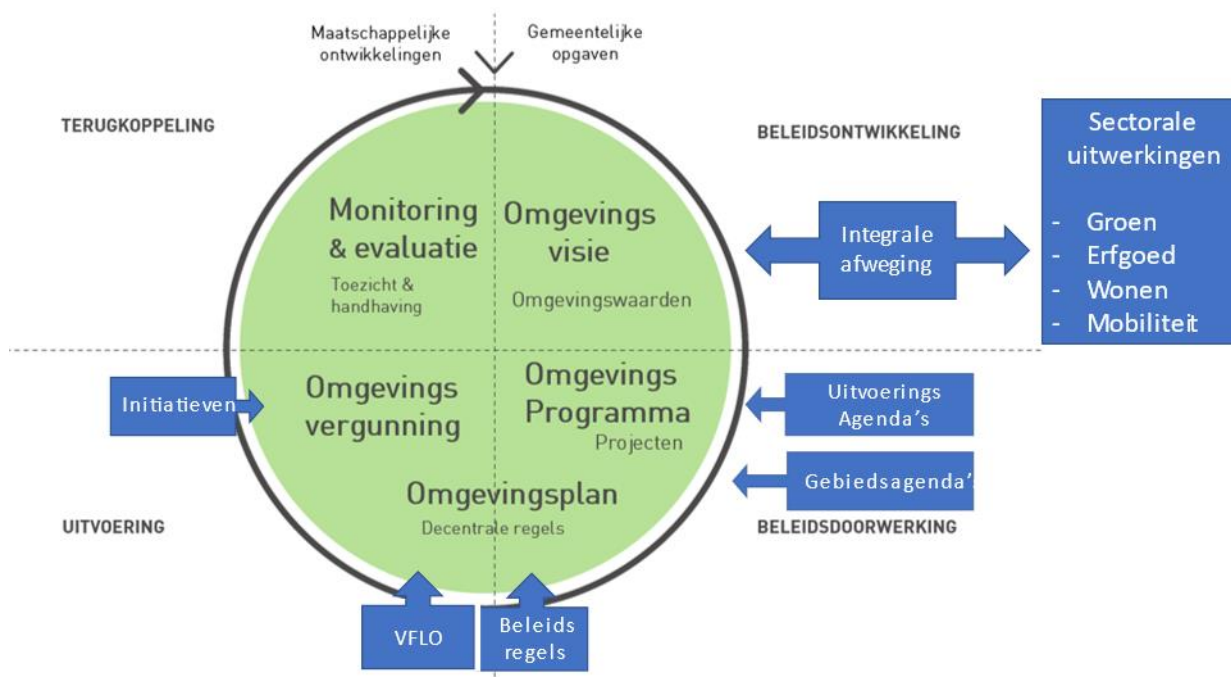 Maatschappelijke
ontwikkelingen
Gemeentelijke
opgaven
TERUGKOPPELING
BELEIDSONTWIKKELING
Sectorale
uitwerkingen
- Groen
- Erfgoed
- Wonen
- Mobiliteit
Monitoring
& evaluatie
Toezicht &
handhaving
Omgevings
visie
Omgevingswaarden
Integrale
afweging
Initiatieven
Omgevings
vergunning
Omgevings
Programma
Projecten
Uitvoerings
Agenda's
Gebiedsagenda's
Omgevingsplan
Decentrale regels
UITVOERING
BELEIDSDOORWERKING
VFLO
Beleids
regels